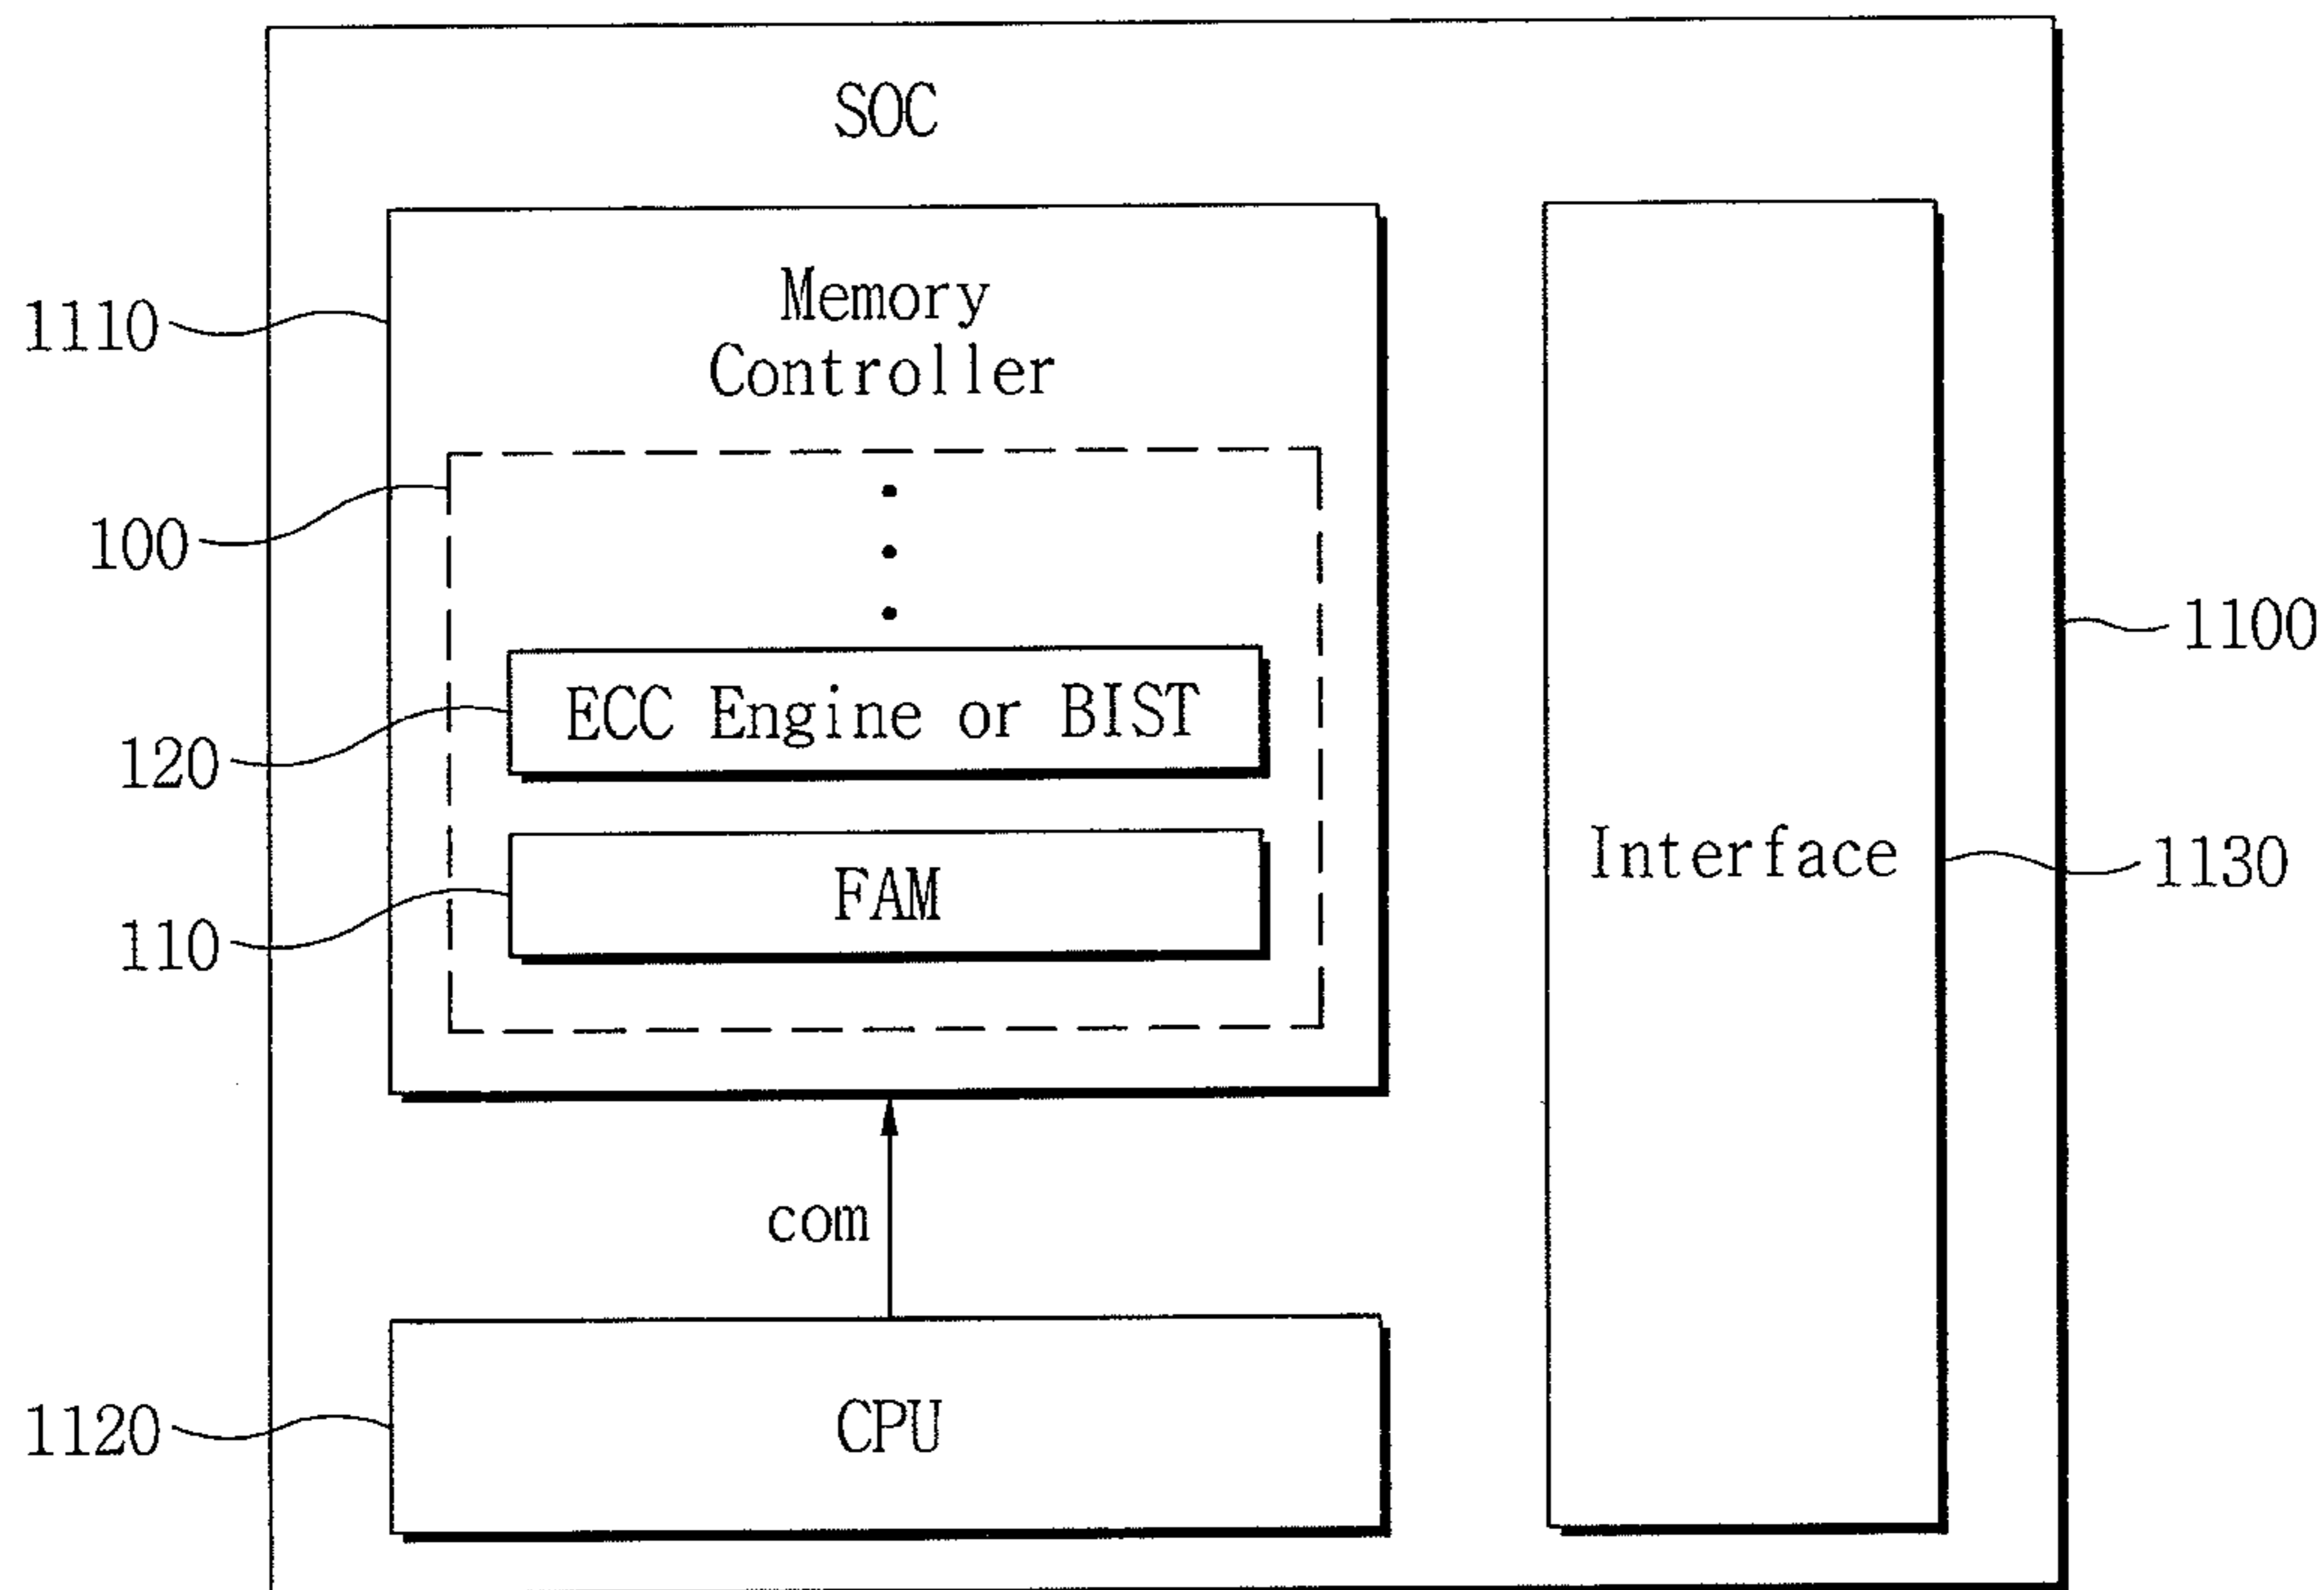 SOC
Memory
Controller
1110
100
1100
ECC Engine or BIST
120
Interface
1130
FAM
110
com
CPU
1120